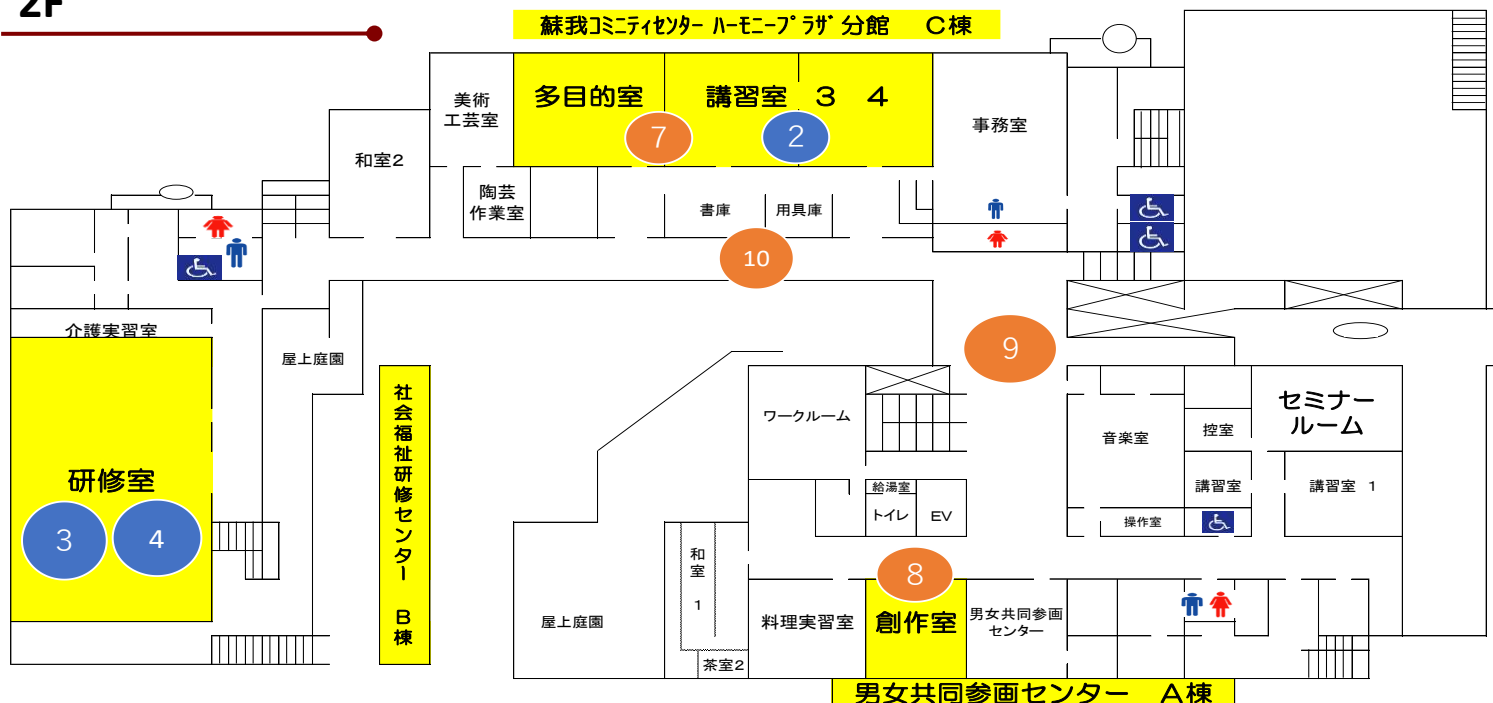 2F
蘇我コミニティセンター ハーモニープラザ分館　C棟
美術
工芸室
多目的室
講習室　3　4
7
2
事務室
和室2
陶芸
作業室
書庫
用具庫
10
介護実習室
屋上庭園
9
社会福祉研修センター　B棟
ワークルーム
音楽室
控室
セミナー
ルーム
研修室
3
4
給湯室
トイレ
EV
講習室
講習室 1
操作室
和室 1
8
屋上庭園
料理実習室
創作室
男女共同参画
センター
茶室2
男女共同参画センター　A棟